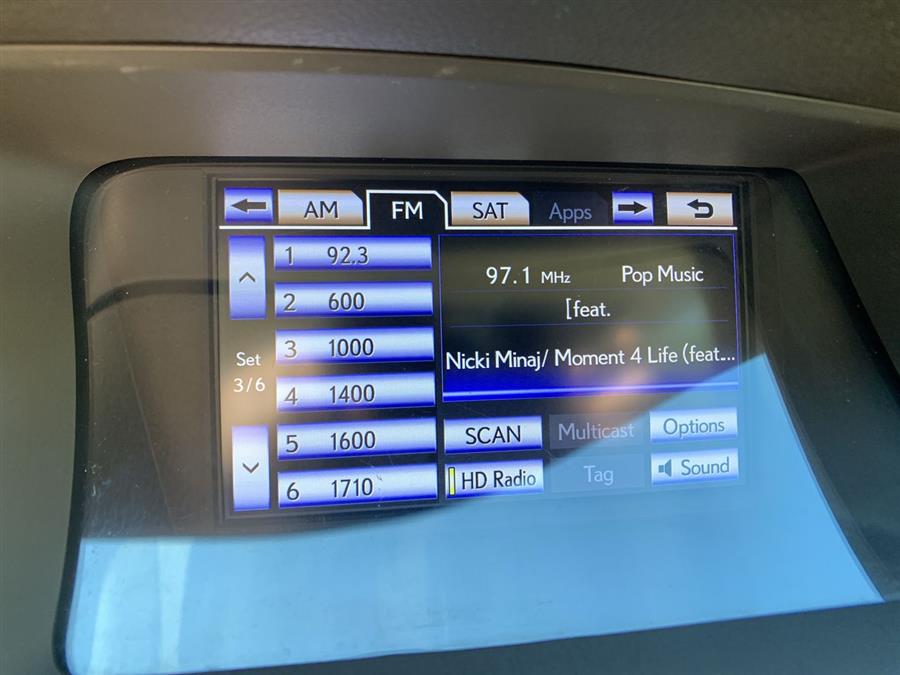 AM FM SAT Apps
1 92.3
2 600
3 1000
4 1400
5 1600
6 1710
Set
3/6
97.1 MHz Pop Music
[feat.
Nicki Minaj/ Moment 4 Life (feat....
SCAN Multicast Options
HD Radio Tag Sound